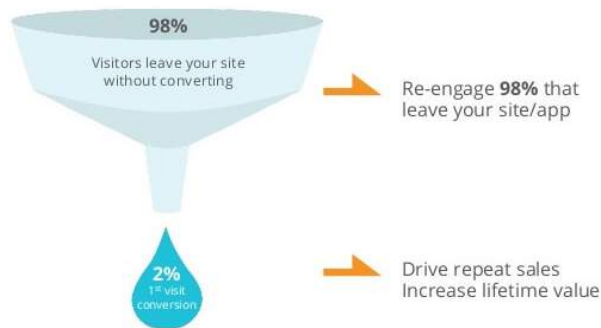 98%
Visitors leave your site
without converting
Re-engage 98% that
leave your site/app
2%
1st visit
conversion
Drive repeat sales
Increase lifetime value